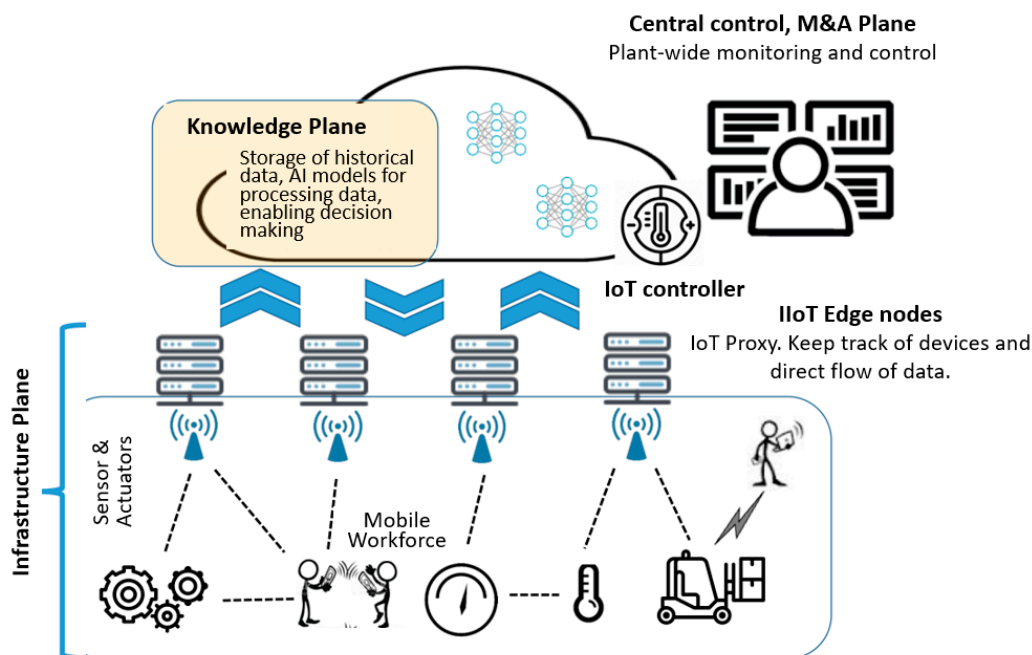 Central control, M&A Plane
Plant-wide monitoring and control
Knowledge Plane
Storage of historical
data, AI models for
processing data,
enabling decision
making
IoT controller
IIoT Edge nodes
IoT Proxy. Keep track of devices and
direct flow of data.
Infrastructure Plane
Sensor &
Actuators
Mobile
Workforce